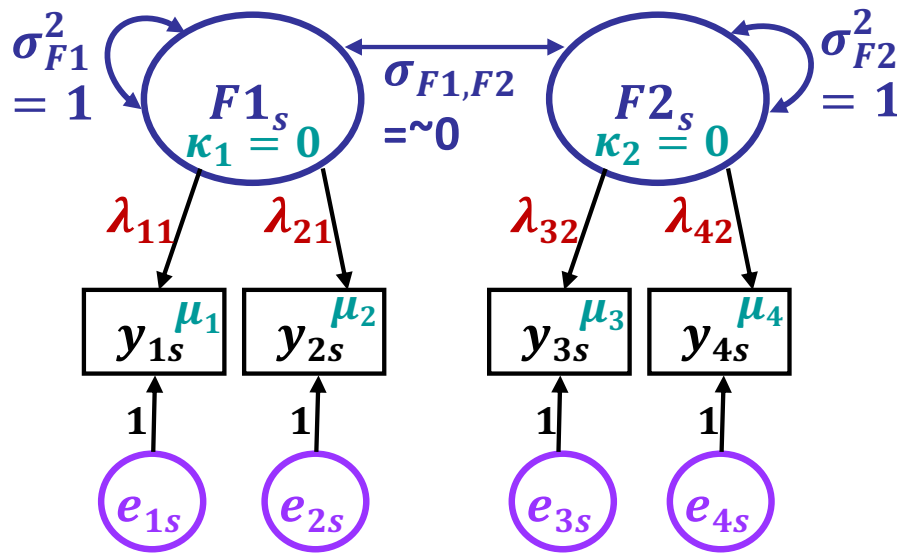 σ²F1 = 1
F1s
κ1 = 0
σF1,F2
=~0
F2s
κ2 = 0
σ²F2 = 1
λ11
λ21
λ32
λ42
y1s μ1
y2s μ2
y3s μ3
y4s μ4
1
1
1
1
e1s
e2s
e3s
e4s